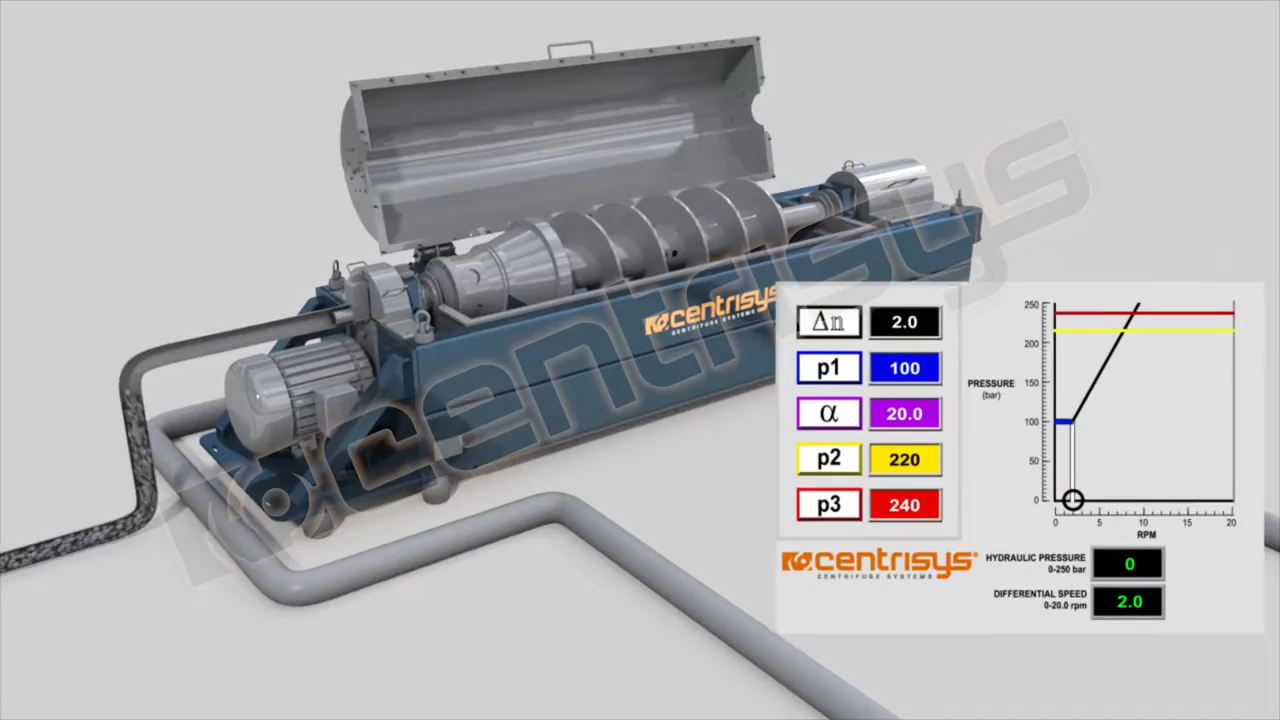 centrisys
centrisys
CENTRIFUGE SYSTEMS
Δn 2.0
p1 100
α 20.0
p2 220
p3 240
PRESSURE
(bar)
250
200
150
100
50
0
0 5 10 15 20
RPM
centrisys®
CENTRIFUGE SYSTEMS
HYDRAULIC PRESSURE
0-250 bar
0
DIFFERENTIAL SPEED
0-20.0 rpm
2.0